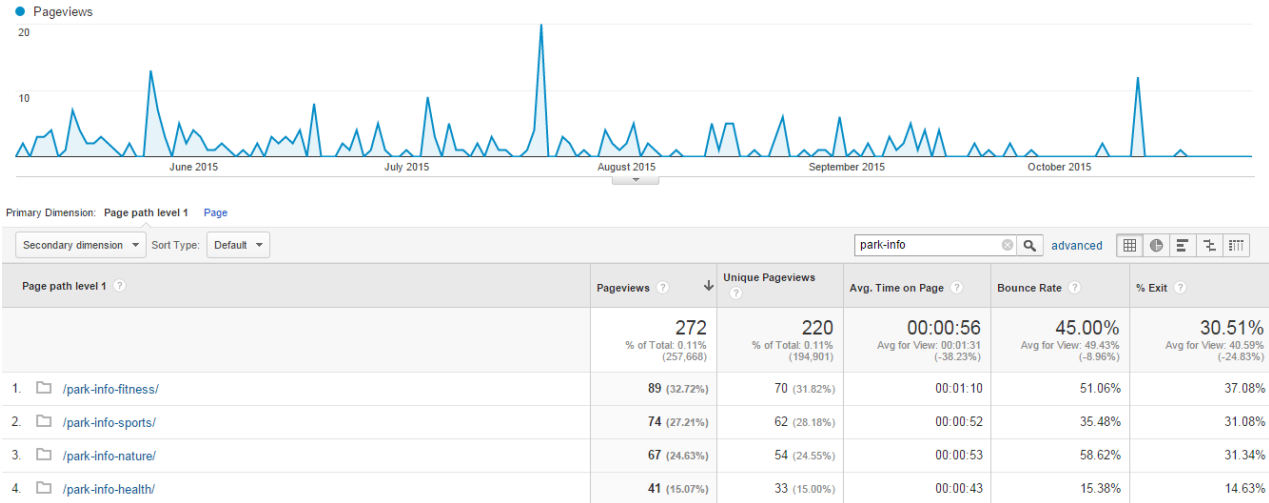 Pageviews
20
10
June 2015 July 2015 August 2015 September 2015 October 2015
Primary Dimension: Page path level 1 Page
Secondary dimension Sort Type: Default park-info advanced
Page path level 1 ? Pageviews ? Unique Pageviews ? Avg. Time on Page ? Bounce Rate ? % Exit ?
272 220 00:00:56 45.00% 30.51%
% of Total: 0.11% % of Total: 0.11% Avg for View: 00:01:31 Avg for View: 49.43% Avg for View: 40.59%
(257,668) (194,901) (-38.23%) (-8.96%) (-24.83%)
1. /park-info-fitness/ 89 (32.72%) 70 (31.82%) 00:01:10 51.06% 37.08%
2. /park-info-sports/ 74 (27.21%) 62 (28.18%) 00:00:52 35.48% 31.08%
3. /park-info-nature/ 67 (24.63%) 54 (24.55%) 00:00:53 58.62% 31.34%
4. /park-info-health/ 41 (15.07%) 33 (15.00%) 00:00:43 15.38% 14.63%